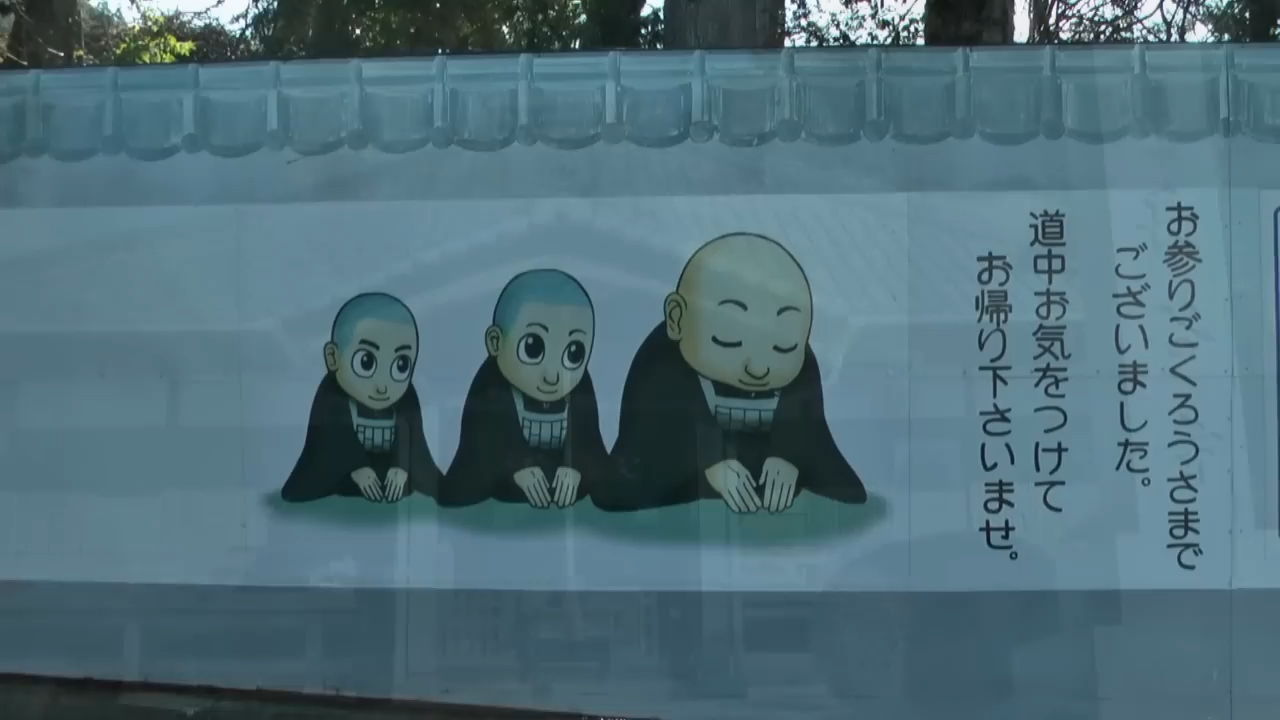 お参りごくろうさまで
ございました。
道中お気をつけて
お帰り下さいませ。